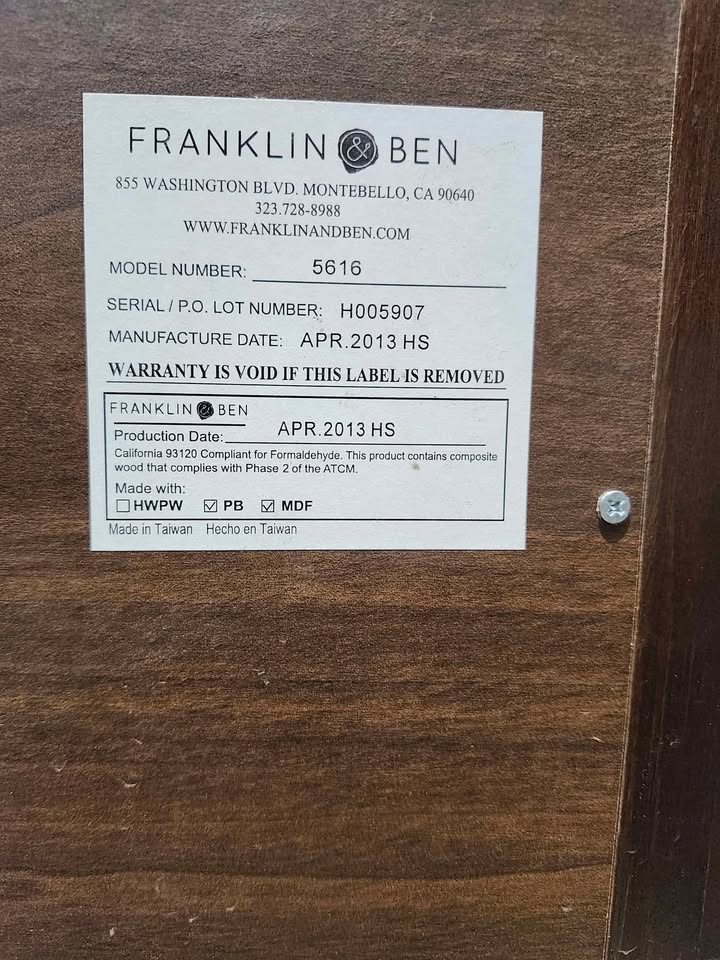 FRANKLIN & BEN
855 WASHINGTON BLVD. MONTEBELLO, CA 90640
323.728-8988
WWW.FRANKLINANDBEN.COM
MODEL NUMBER: 5616
SERIAL / P.O. LOT NUMBER: H005907
MANUFACTURE DATE: APR.2013 HS
WARRANTY IS VOID IF THIS LABEL IS REMOVED
FRANKLIN & BEN
Production Date: APR.2013 HS
California 93120 Compliant for Formaldehyde. This product contains composite
wood that complies with Phase 2 of the ATCM.
Made with:
☐ HWPW ☑ PB ☑ MDF
Made in Taiwan Hecho en Taiwan